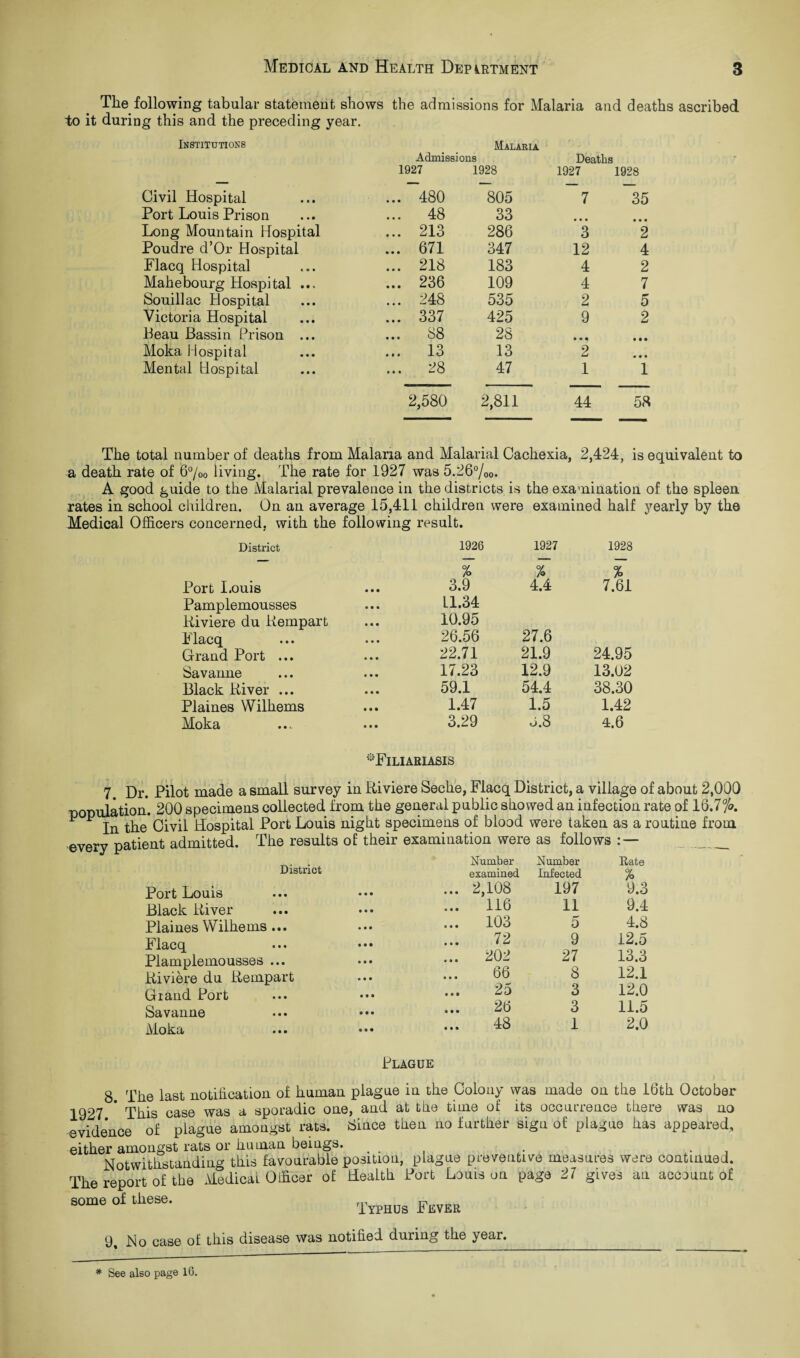 Medical and Health Department 3
The following tabular statement shows the admissions for Malaria and deaths ascribed
to it during this and the preceding year.
Institutions Malaria
Admissions Deaths
1927 1928 1927 1928
Civil Hospital ... ... 480 805 7 35
Port Louis Prison ... ... 48 33 ... ...
Long Mountain Hospital ... 213 286 3 2
Poudre d'Or Hospital ... 671 347 12 4
Flacq Hospital ... ... 218 183 4 2
Mahebourg Hospital ... ... 236 109 4 7
Souillac Hospital ... ... 248 535 2 5
Victoria Hospital ... ... 337 425 9 2
Beau Bassin Prison ... ... 88 28 ... ...
Moka Hospital ... ... 13 13 2 ...
Mental Hospital ... ... 28 47 1 1
2,580 2,811 44 58
The total number of deaths from Malaria and Malarial Cachexia, 2,424, is equivalent to
a death rate of 6‰ living. The rate for 1927 was 5.26‰.
A good guide to the Malarial prevalence in the districts is the examination of the spleen
rates in school children. On an average 15,411 children were examined half yearly by the
Medical Officers concerned, with the following result.
District 1926 1927 1928
% % %
Port Louis ... 3.9 4.4 7.61
Pamplemousses ... 11.34
Riviere du Rempart ... 10.95
Flacq ... ... 26.56 27.6
Grand Port ... ... 22.71 21.9 24.95
Savanne ... ... 17.23 12.9 13.02
Black River ... ... 59.1 54.4 38.30
Plaines Wilhems ... 1.47 1.5 1.42
Moka ... ... 3.29 3.8 4.6
*Filiariasis
7. Dr. Pilot made a small survey in Riviere Seche, Flacq District, a village of about 2,000
population. 200 specimens collected from the general public showed an infection rate of 16.7%.
In the Civil Hospital Port Louis night specimens of blood were taken as a routine from
every patient admitted. The results of their examination were as follows :—
District Number examined Number Infected Rate %
Port Louis ... ... ... 2,108 197 9.3
Black River ... ... ... 116 11 9.4
Plaines Wilhems ... ... ... 103 5 4.8
Flacq ... ... ... 72 9 12.5
Plamplemousses ... ... ... 202 27 13.3
Rivière du Rempart ... ... 66 8 12.1
Grand Port ... ... ... 25 3 12.0
Savanne ... ... ... 26 3 11.5
Moka ... ... ... 48 1 2.0
Plague
8. The last notification of human plague in the Colony was made on the 16th October
1927. This case was a sporadic one, and at the time of its occurrence there was no
evidence of plague amongst rats. Since then no further sign of plague has appeared,
either amongst rats or human beings.
Notwithstanding this favourable position, plague preventive measures were continued.
The report of the Medical Officer of Health Port Louis on page 27 gives an account of
some of these.
Typhus Fever
9. No case of this disease was notified during the year.
* See also page 16.